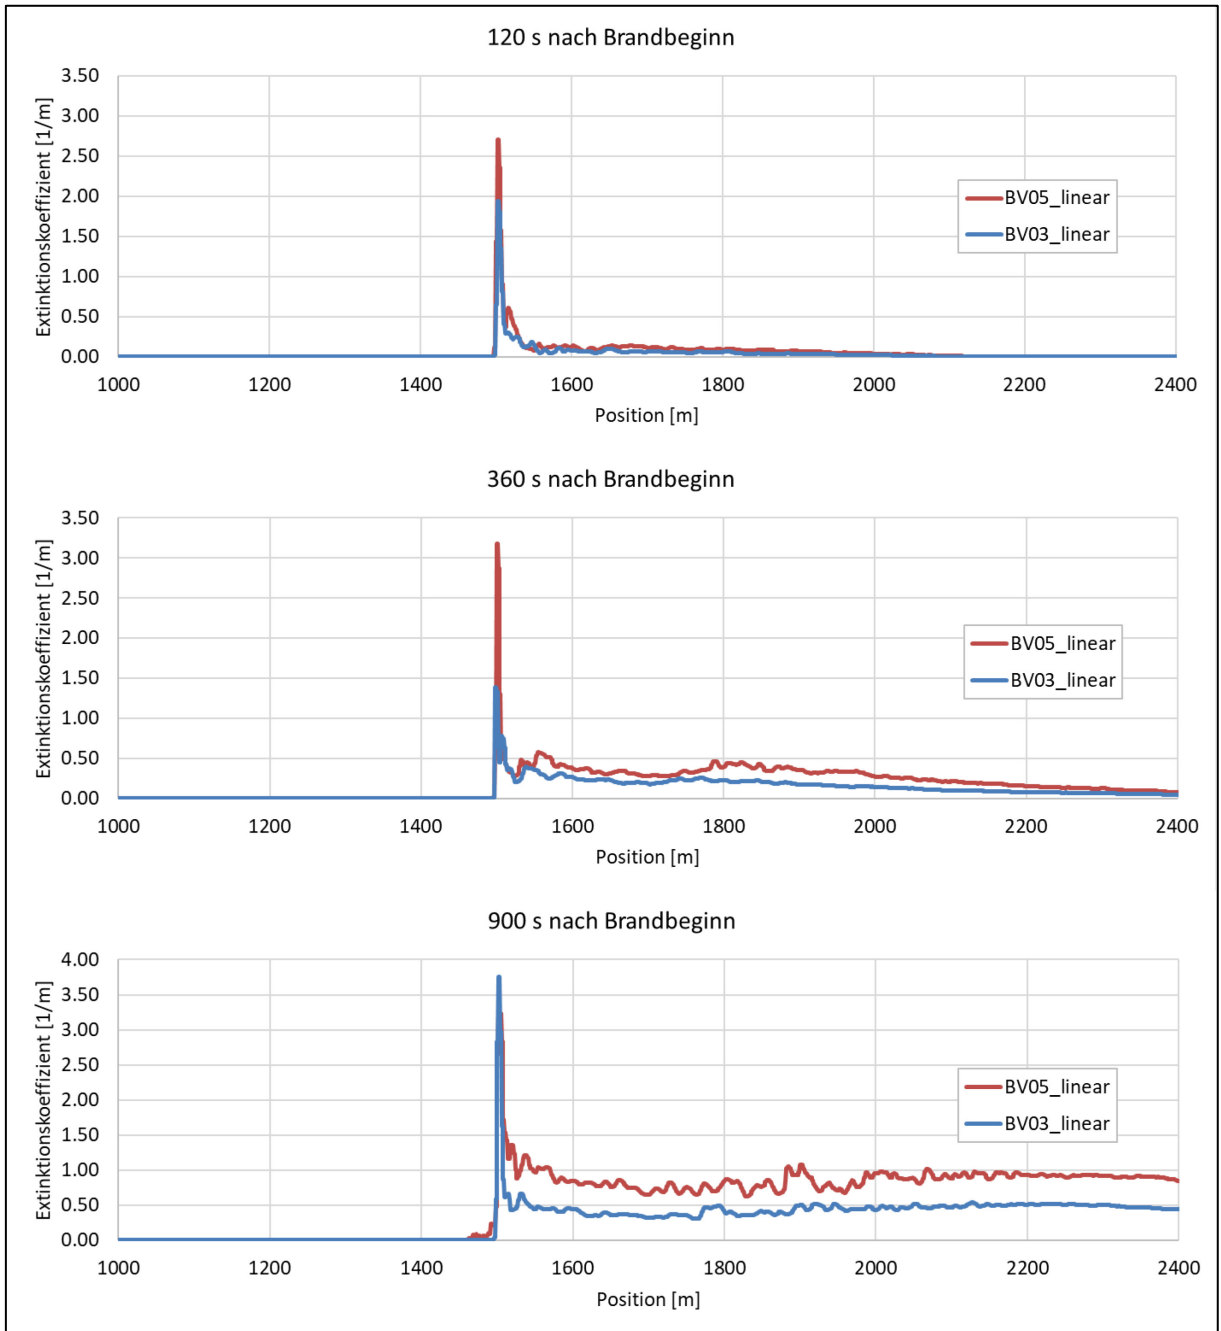 120 s nach Brandbeginn
Extinktionskoeffizient [1/m]
3.50
3.00
2.50
2.00
1.50
1.00
0.50
0.00
BV05_linear
BV03_linear
1000 1200 1400 1600 1800 2000 2200 2400
Position [m]
360 s nach Brandbeginn
Extinktionskoeffizient [1/m]
3.50
3.00
2.50
2.00
1.50
1.00
0.50
0.00
BV05_linear
BV03_linear
1000 1200 1400 1600 1800 2000 2200 2400
Position [m]
900 s nach Brandbeginn
Extinktionskoeffizient [1/m]
4.00
3.50
3.00
2.50
2.00
1.50
1.00
0.50
0.00
BV05_linear
BV03_linear
1000 1200 1400 1600 1800 2000 2200 2400
Position [m]